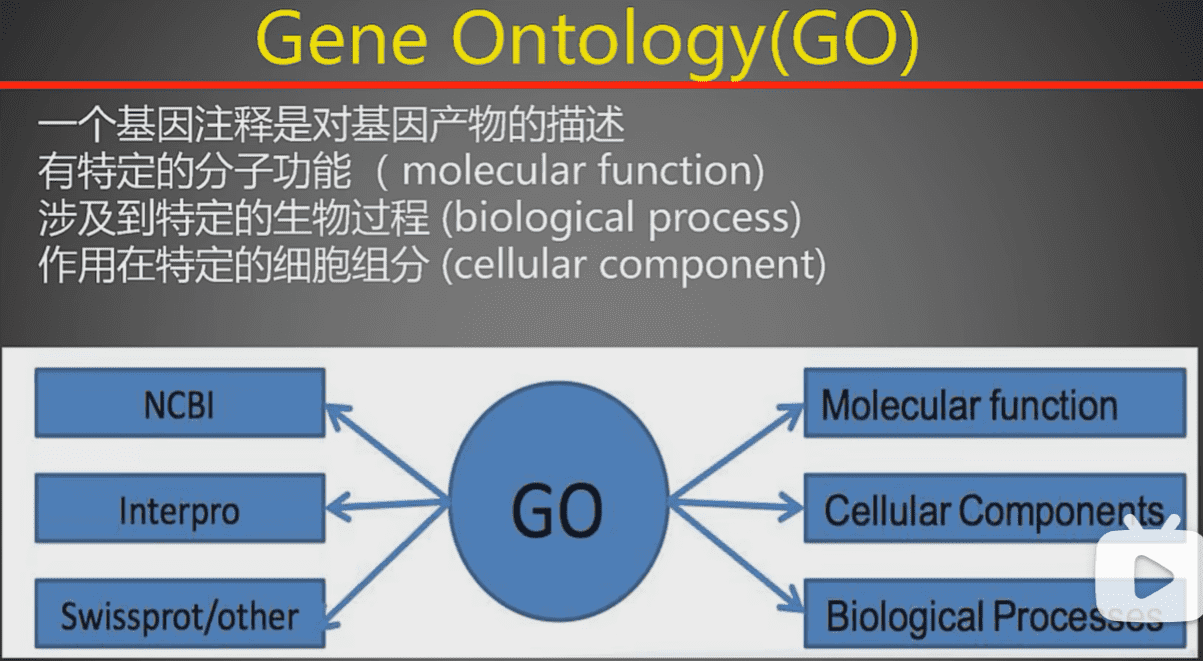 Gene Ontology(GO)
一个基因注释是对基因产物的描述
有特定的分子功能 ( molecular function)
涉及到特定的生物过程 (biological process)
作用在特定的细胞组分 (cellular component)
NCBI
Interpro
Swissprot/other
GO
Molecular function
Cellular Components
Biological Processes